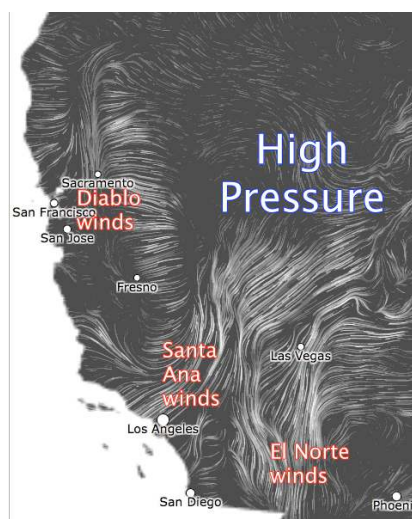 High
Pressure
Sacramento
Diablo
winds
San Francisco
San Jose
Fresno
Las Vegas
Santa
Ana
winds
Los Angeles
El Norte
winds
San Diego
Phoeni